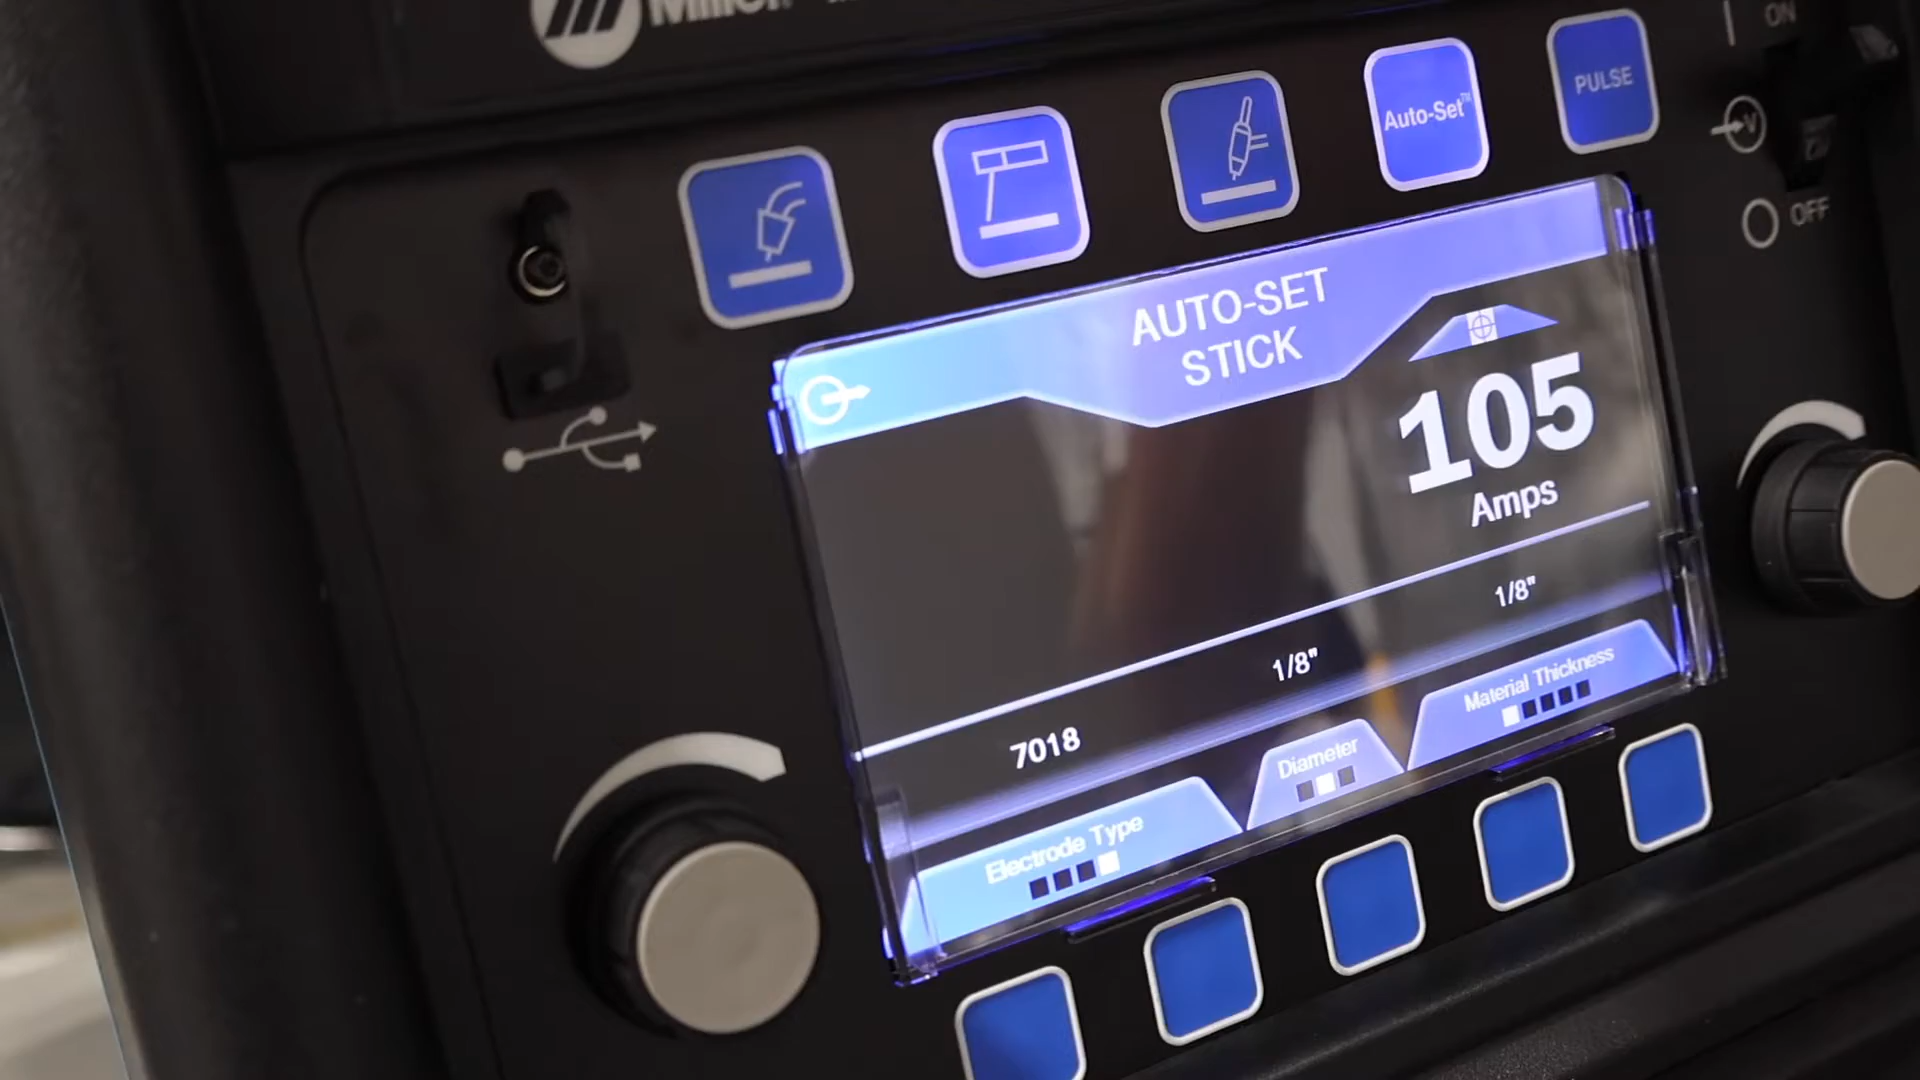 Miller
ON
PULSE
Auto-Set™
OFF
AUTO-SET
STICK
105
Amps
1/8"
1/8"
7018
Material Thickness
Diameter
Electrode Type
V